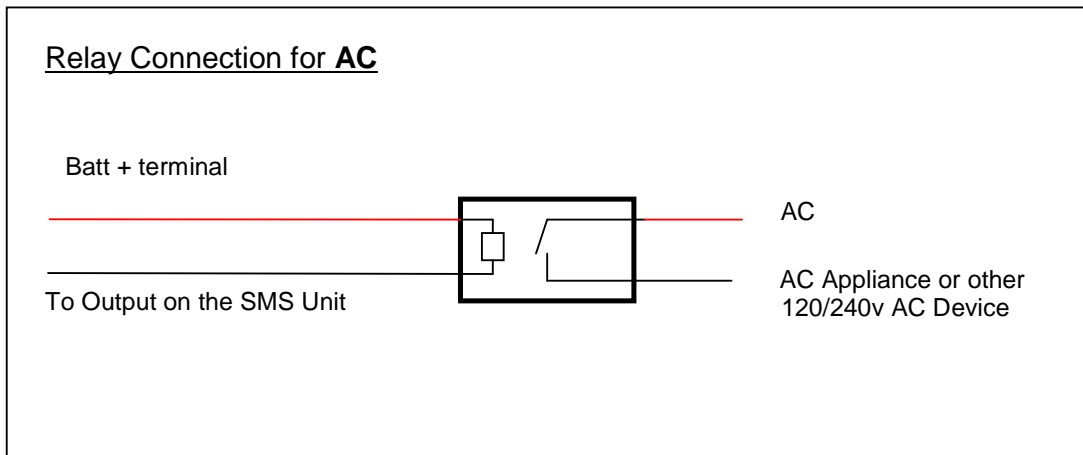 Relay Connection for AC
Batt + terminal
AC
To Output on the SMS Unit
AC Appliance or other
120/240v AC Device